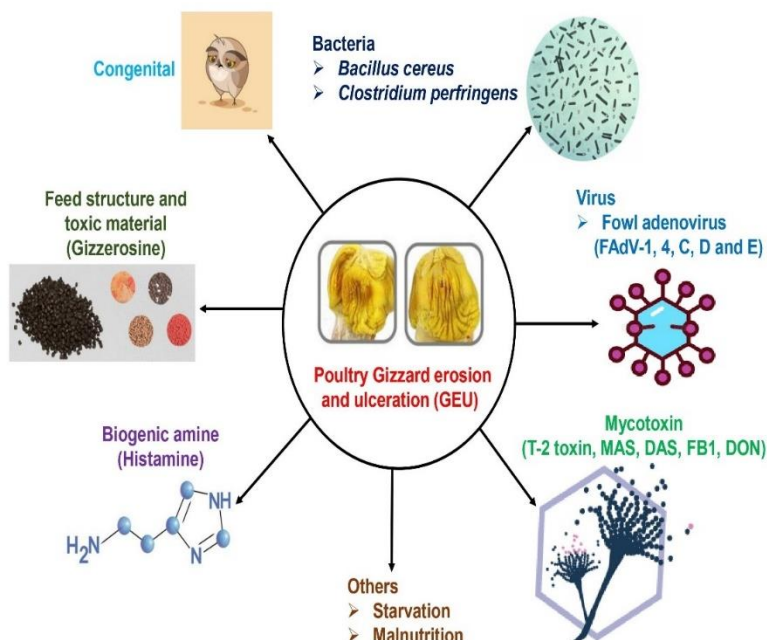 Congenital
Bacteria
➢ Bacillus cereus
➢ Clostridium perfringens
Feed structure and
toxic material
(Gizzerosine)
Virus
➢ Fowl adenovirus
(FAdV-1, 4, C, D and E)
Poultry Gizzard erosion
and ulceration (GEU)
Biogenic amine
(Histamine)
NH
N
H₂N
Mycotoxin
(T-2 toxin, MAS, DAS, FB1, DON)
Others
➢ Starvation
➢ Malnutrition